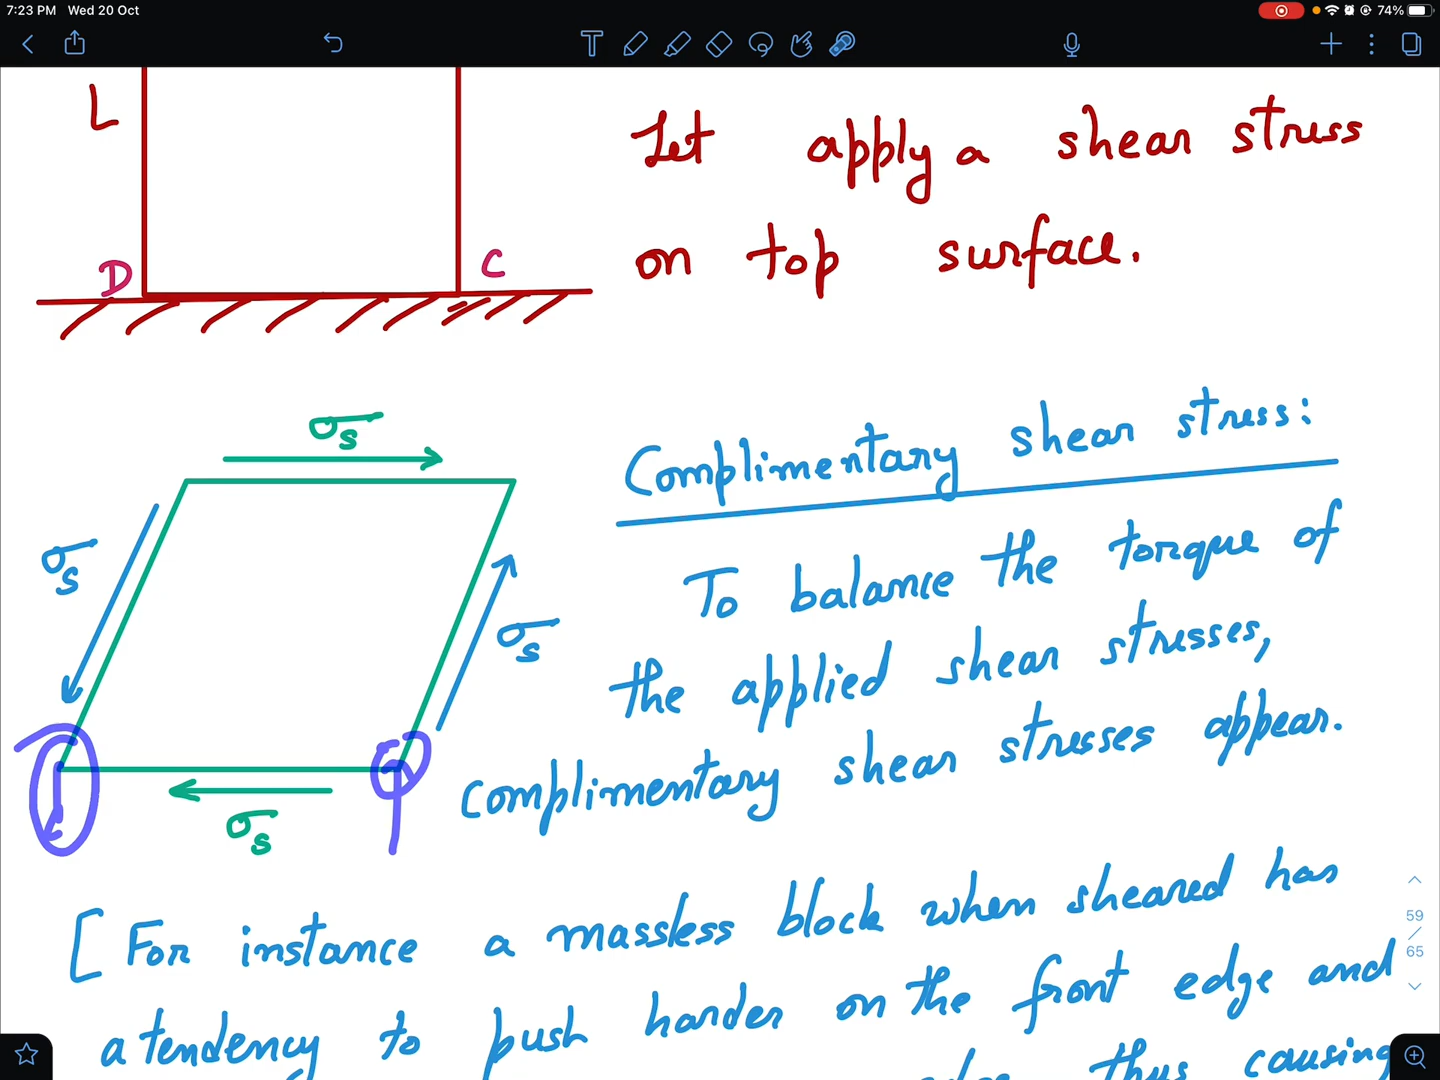 7:23 PM Wed 20 Oct
74%
T
L
Let apply a shear stress
on top surface.
D
C
σs
Complimentary shear stress:
σs
To balance the torque of
σs
the applied shear stresses,
complimentary shear stresses appear.
σs
[ For instance a massless block when sheared has
59
/
65
a tendency to push harder on the front edge and
thus causing